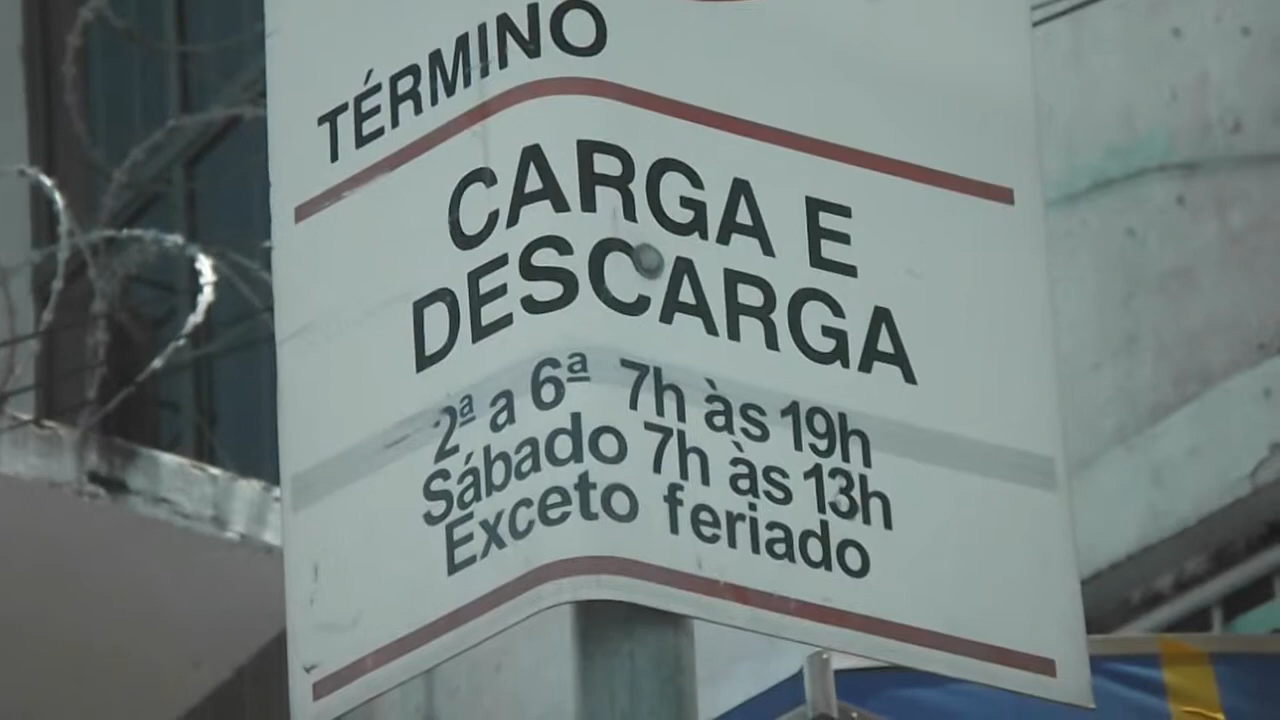 TÉRMINO
CARGA E
DESCARGA
2ª a 6ª 7h às 19h
Sábado 7h às 13h
Exceto feriado